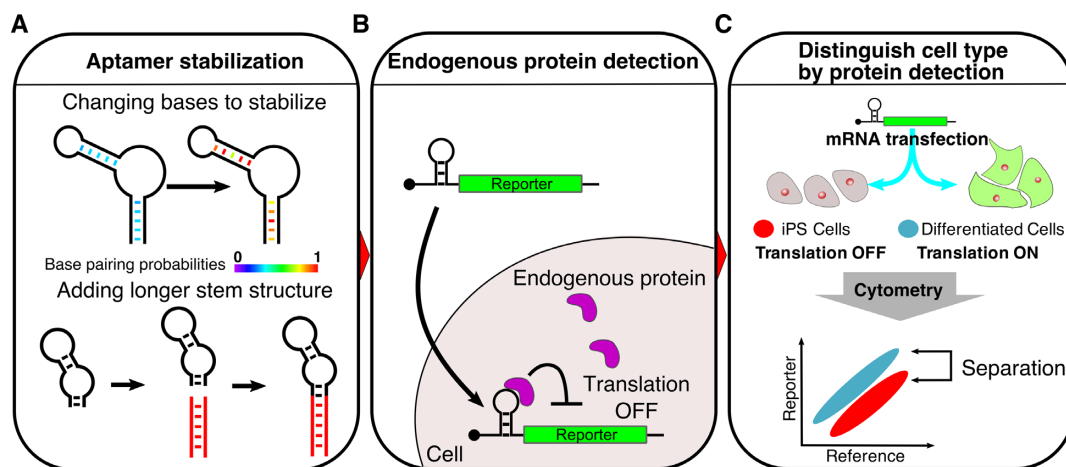 A
Aptamer stabilization
Changing bases to stabilize
Base pairing probabilities
0
1
Adding longer stem structure
B
Endogenous protein detection
Reporter
Endogenous protein
Translation
OFF
Reporter
Cell
C
Distinguish cell type
by protein detection
mRNA transfection
iPS Cells
Differentiated Cells
Translation OFF
Translation ON
Cytometry
Separation
Reporter
Reference